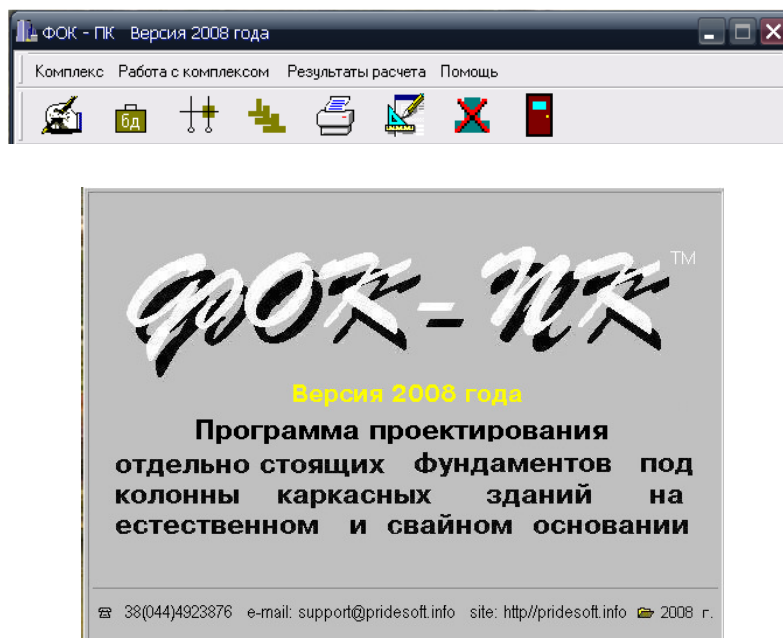 ФОК - ПК Версия 2008 года
Комплекс Работа с комплексом Результаты расчета Помощь
бд
ФОК-ПК TM
Версия 2008 года
Программа проектирования
отдельно стоящих фундаментов под
колонны каркасных зданий на
естественном и свайном основании
38(044)4923876 e-mail: support@pridesoft.info site: http//pridesoft.info 2008 г.